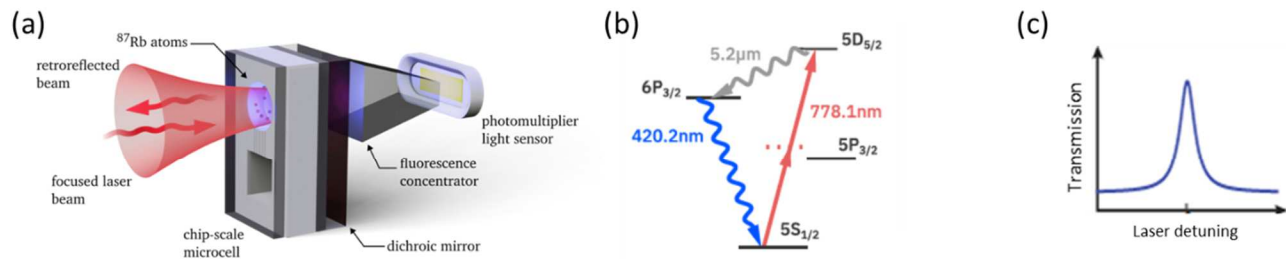 (a)
⁸⁷Rb atoms
retroreflected
beam
focused laser
beam
chip-scale
microcell
dichroic mirror
fluorescence
concentrator
photomultiplier
light sensor
(b)
5D₅/₂
5.2μm
6P₃/₂
778.1nm
420.2nm
5P₃/₂
5S₁/₂
(c)
Transmission
Laser detuning